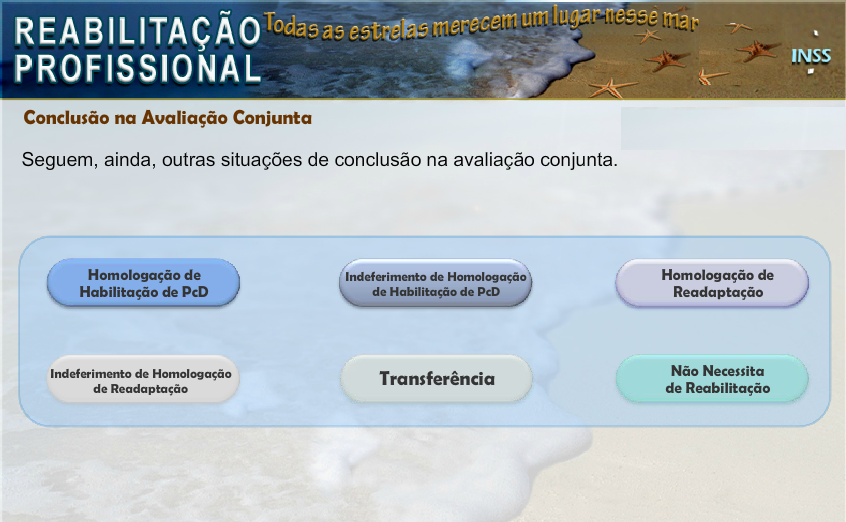 REABILITAÇÃO
PROFISSIONAL
Todas as estrelas merecem um lugar nesse mar
INSS
Conclusão na Avaliação Conjunta
Seguem, ainda, outras situações de conclusão na avaliação conjunta.
Homologação de
Habilitação de PcD
Indeferimento de Homologação
de Habilitação de PcD
Homologação de
Readaptação
Indeferimento de Homologação
de Readaptação
Transferência
Não Necessita
de Reabilitação